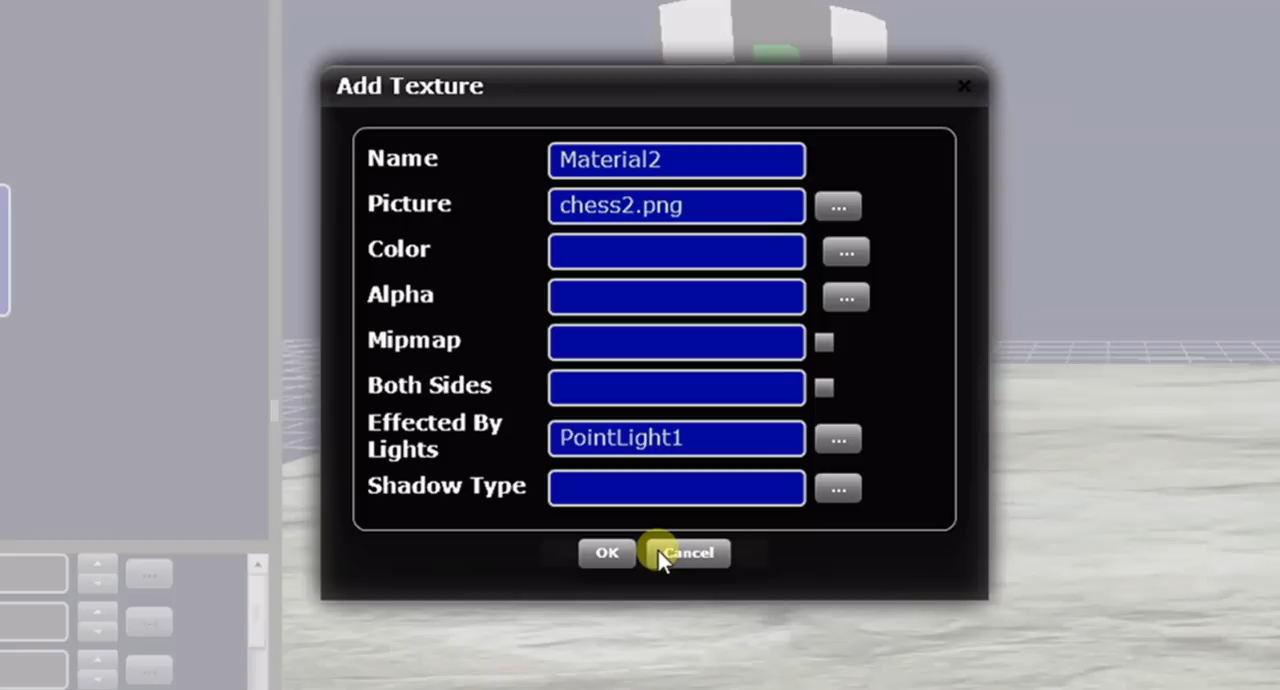 Add Texture
Name Material2
Picture chess2.png ...
Color ...
Alpha ...
Mipmap
Both Sides
Effected By
Lights PointLight1 ...
Shadow Type ...
OK Cancel